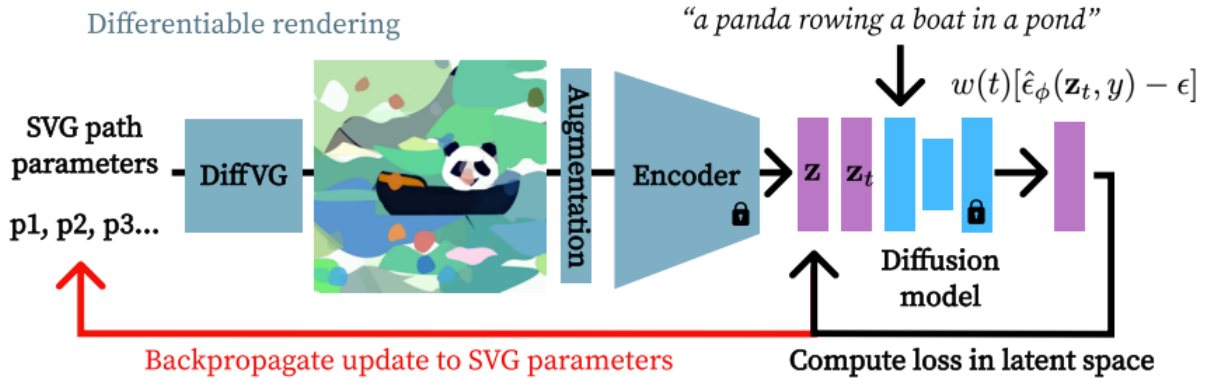 Differentiable rendering
"a panda rowing a boat in a pond"
w(t)[ε̂_ϕ(z_t, y) − ϵ]
SVG path
parameters
p1, p2, p3...
DiffVG
Augmentation
Encoder
z
z_t
Diffusion
model
Backpropagate update to SVG parameters
Compute loss in latent space